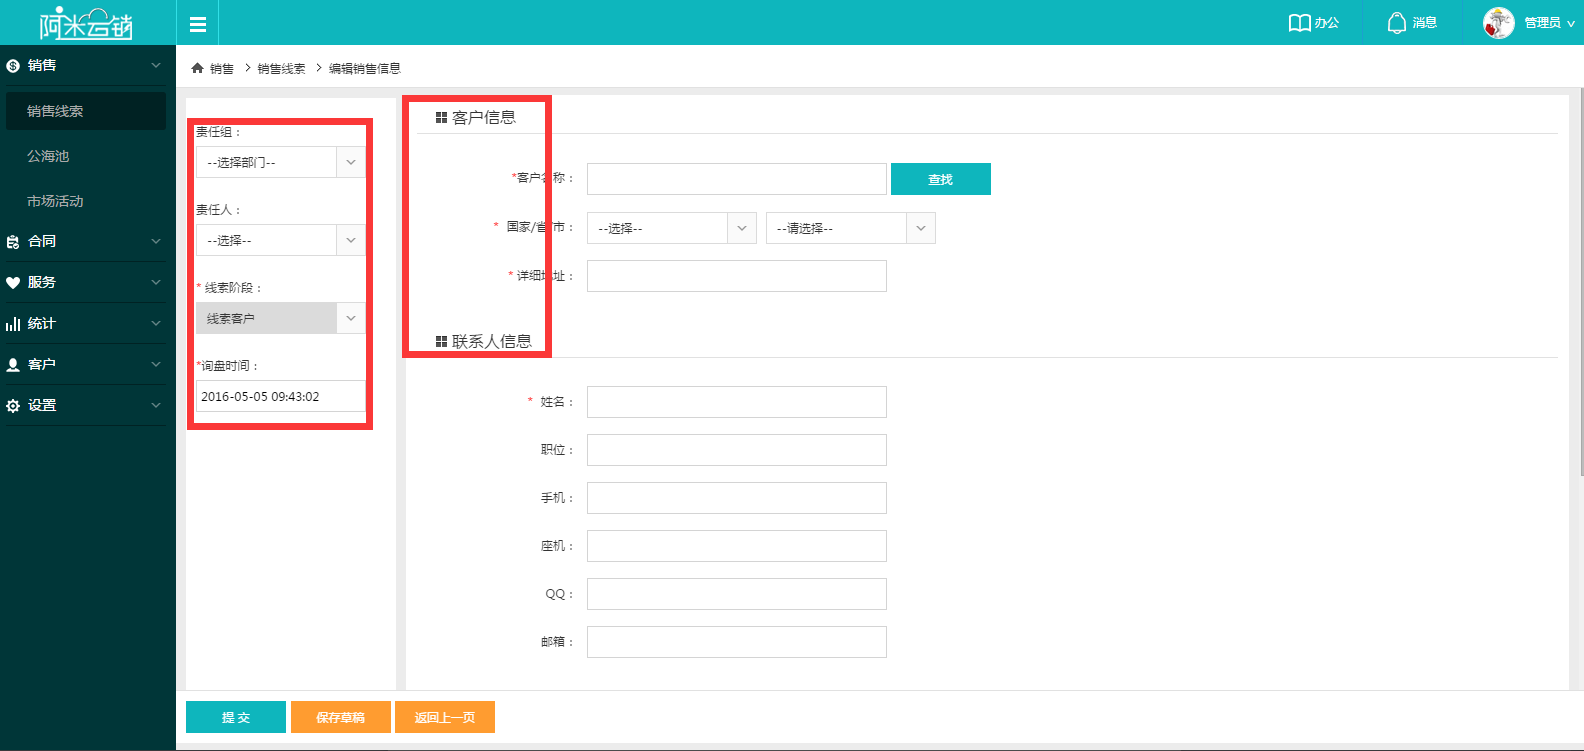 阿米云销
办公
消息
管理员
销售
销售线索
公海池
市场活动
合同
服务
统计
客户
设置
销售 > 销售线索 > 编辑销售信息
责任组：
--选择部门--
责任人：
--选择--
* 线索阶段：
线索客户
*询盘时间：
2016-05-05 09:43:02
客户信息
*客户名称：
查找
* 国家/省/市：
--选择--
--请选择--
* 详细地址：
联系人信息
* 姓名：
职位：
手机：
座机：
QQ：
邮箱：
提 交
保存草稿
返回上一页